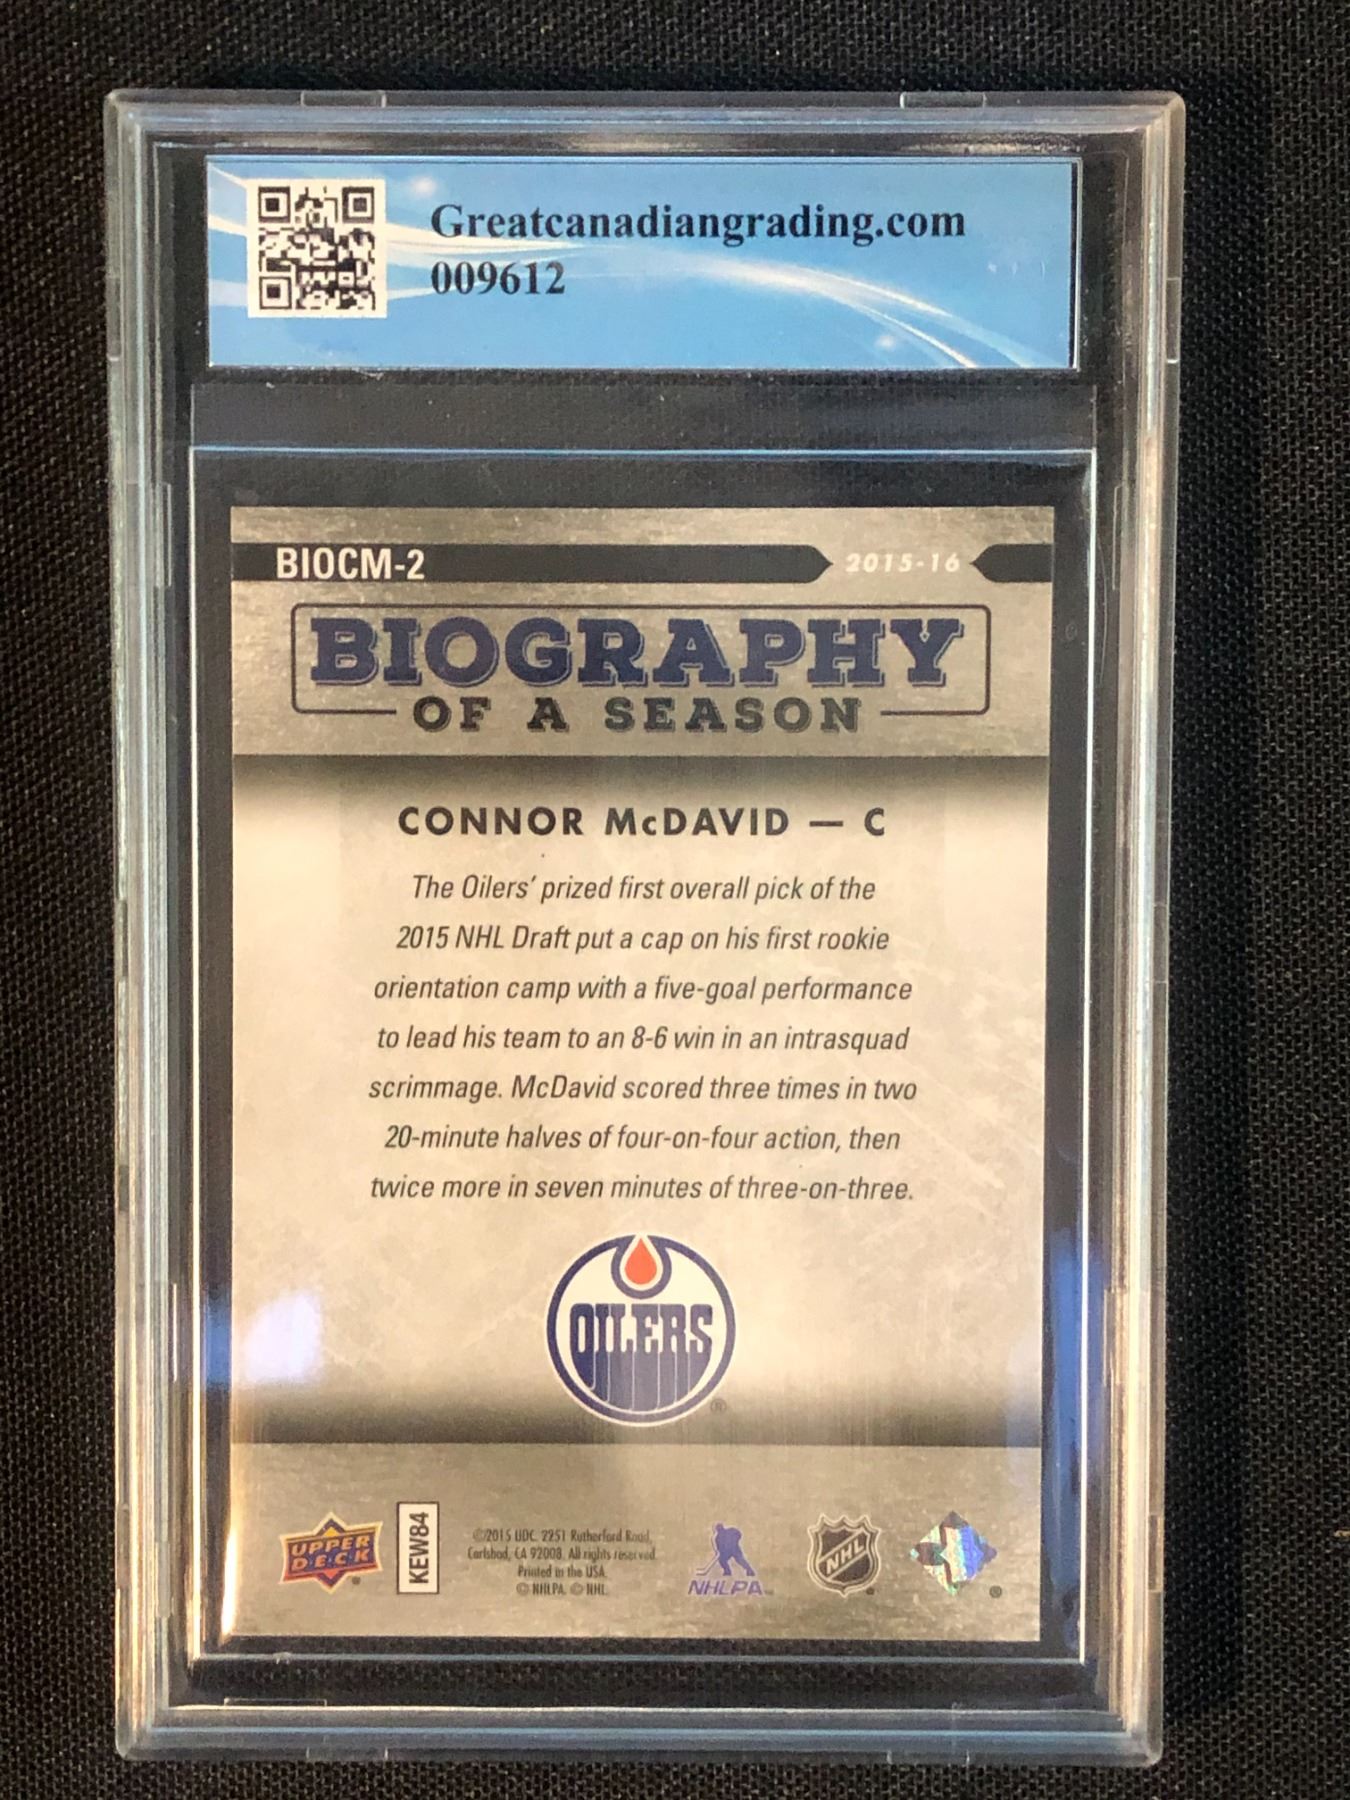 Greatcanadiangrading.com
009612
BIOCM-2
2015-16
BIOGRAPHY
OF A SEASON
CONNOR McDAVID — C
The Oilers' prized first overall pick of the
2015 NHL Draft put a cap on his first rookie
orientation camp with a five-goal performance
to lead his team to an 8-6 win in an intrasquad
scrimmage. McDavid scored three times in two
20-minute halves of four-on-four action, then
twice more in seven minutes of three-on-three.
OILERS
®
UPPER
DECK
KEW84
©2015 UDC. 2251 Rutherford Road,
Carlsbad, CA 92008. All rights reserved.
Printed in the USA.
© NHLPA. © NHL.
NHLPA
NHL
®